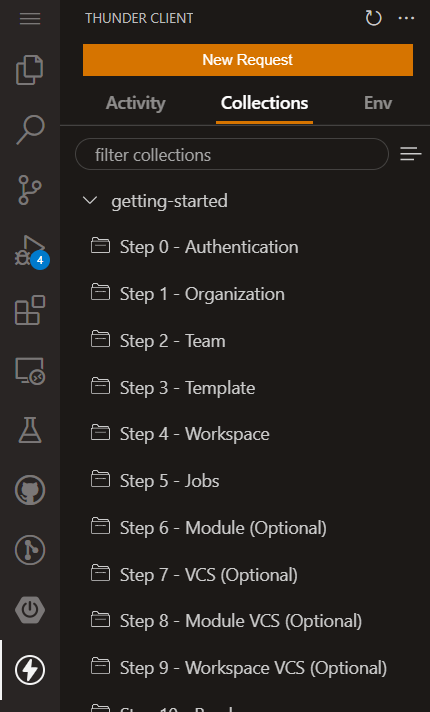 THUNDER CLIENT
New Request
Activity Collections Env
filter collections
getting-started
Step 0 - Authentication
Step 1 - Organization
Step 2 - Team
Step 3 - Template
4
Step 4 - Workspace
Step 5 - Jobs
Step 6 - Module (Optional)
Step 7 - VCS (Optional)
Step 8 - Module VCS (Optional)
Step 9 - Workspace VCS (Optional)